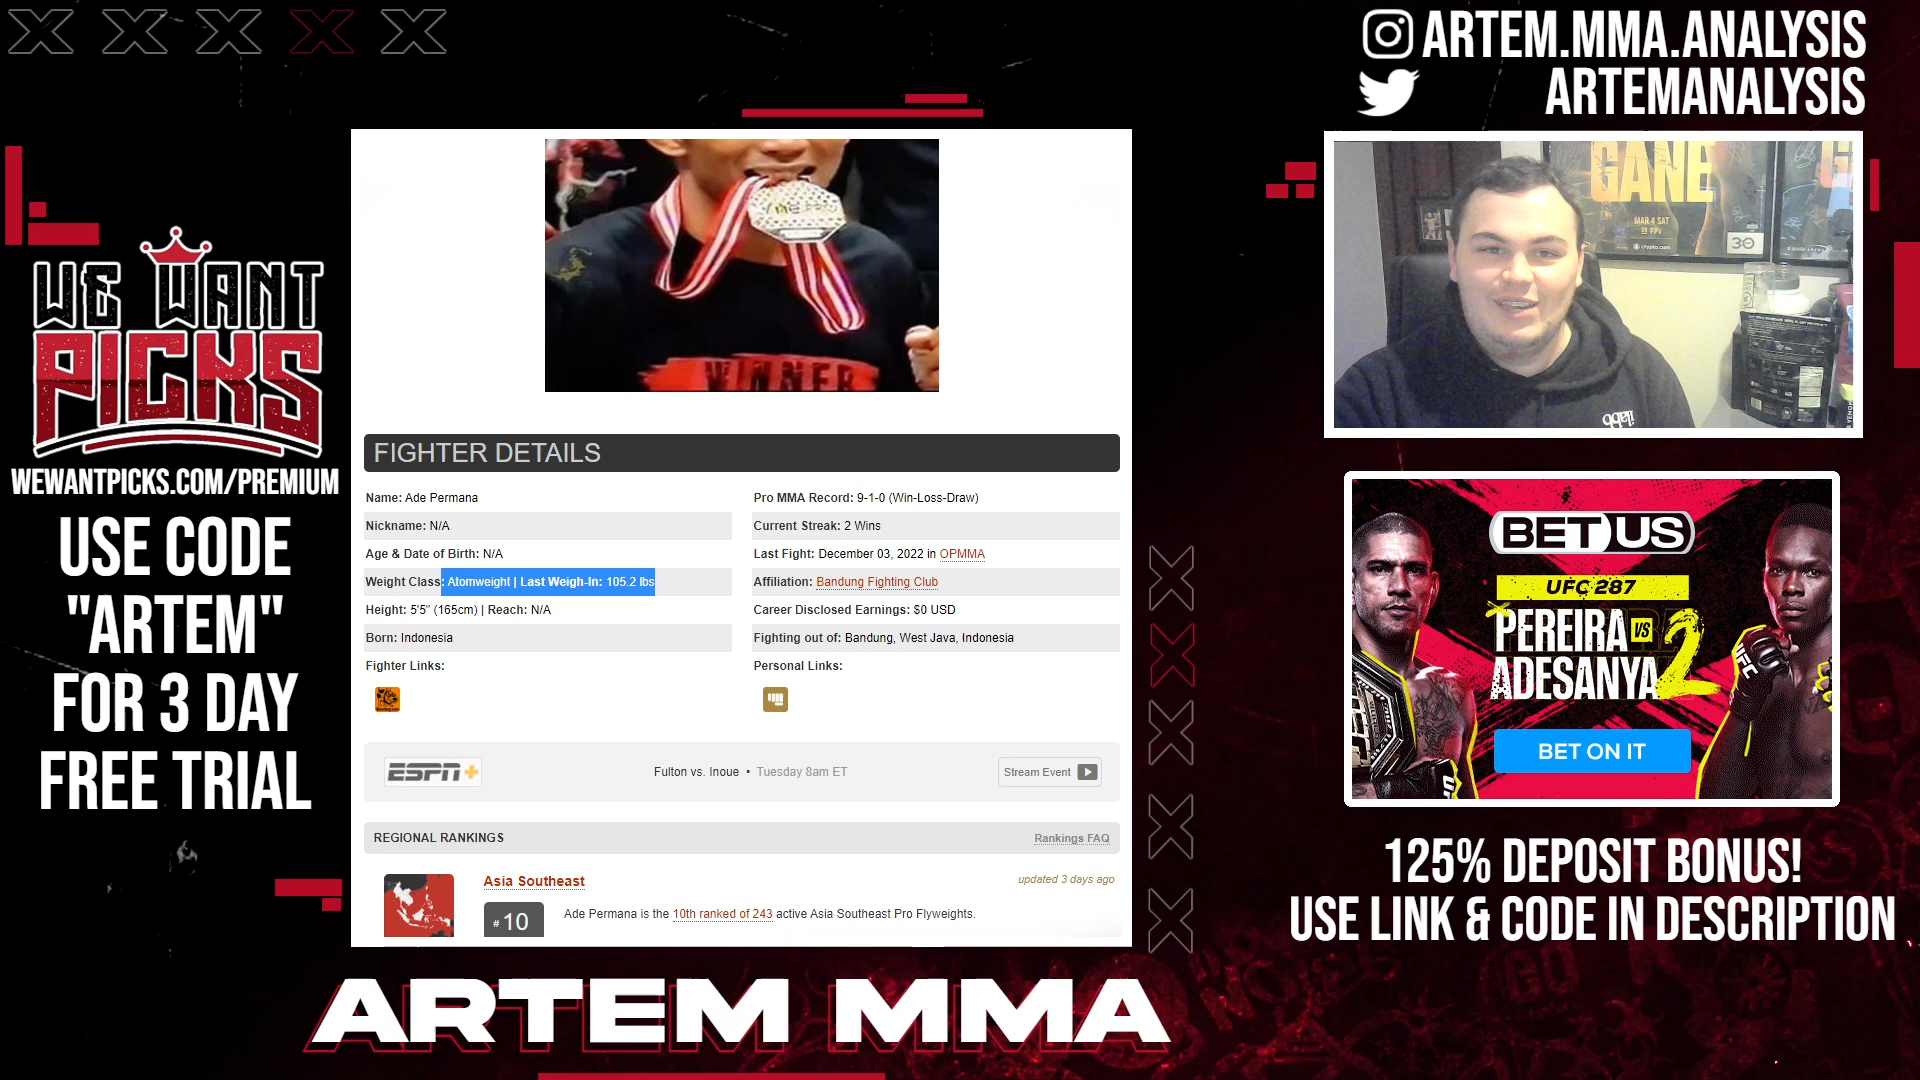 ARTEM.MMA.ANALYSIS
ARTEMANALYSIS
WE WANT
PICKS
WEWANTPICKS.COM/PREMIUM
USE CODE
"ARTEM"
FOR 3 DAY
FREE TRIAL
WINNER
FIGHTER DETAILS
Name: Ade Permana
Nickname: N/A
Age & Date of Birth: N/A
Weight Class: Atomweight | Last Weigh-In: 105.2 lbs
Height: 5'5" (165cm) | Reach: N/A
Born: Indonesia
Fighter Links:
Pro MMA Record: 9-1-0 (Win-Loss-Draw)
Current Streak: 2 Wins
Last Fight: December 03, 2022 in OPMMA
Affiliation: Bandung Fighting Club
Career Disclosed Earnings: $0 USD
Fighting out of: Bandung, West Java, Indonesia
Personal Links:
ESPN+
Fulton vs. Inoue • Tuesday 8am ET
Stream Event
REGIONAL RANKINGS
Rankings FAQ
Asia Southeast
updated 3 days ago
#10
Ade Permana is the 10th ranked of 243 active Asia Southeast Pro Flyweights.
GANE
MAR 4 SAT
30
BETUS
UFC 287
PEREIRA VS
ADESANYA 2
UFC
BET ON IT
125% DEPOSIT BONUS!
USE LINK & CODE IN DESCRIPTION
ARTEM MMA